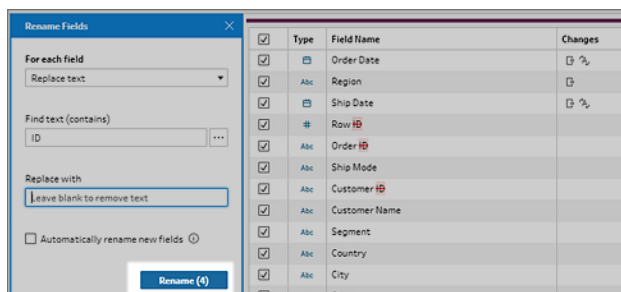 Rename Fields
For each field
Replace text
Find text (contains)
ID
Replace with
Leave blank to remove text
Automatically rename new fields
Rename (4)
Type Field Name Changes
Order Date
Abc Region
Ship Date
# Row ID
Abc Order ID
Abc Ship Mode
Abc Customer ID
Abc Customer Name
Abc Segment
Abc Country
Abc City